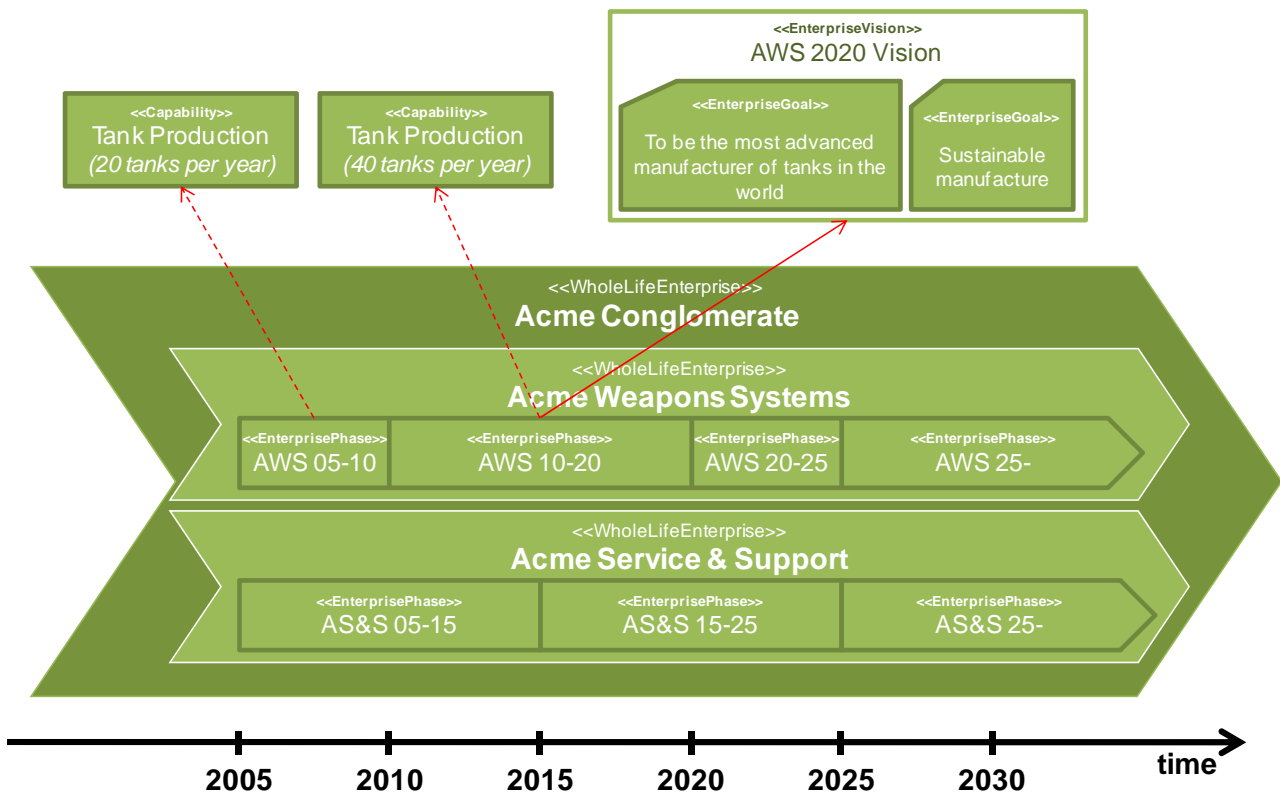 <<EnterpriseVision>>
AWS 2020 Vision
<<Capability>>
Tank Production
(20 tanks per year)
<<Capability>>
Tank Production
(40 tanks per year)
<<EnterpriseGoal>>
To be the most advanced
manufacturer of tanks in the
world
<<EnterpriseGoal>>
Sustainable
manufacture
<<WholeLifeEnterprise>>
Acme Conglomerate
<<WholeLifeEnterprise>>
Acme Weapons Systems
<<EnterprisePhase>>
AWS 05-10
<<EnterprisePhase>>
AWS 10-20
<<EnterprisePhase>>
AWS 20-25
<<EnterprisePhase>>
AWS 25-
<<WholeLifeEnterprise>>
Acme Service & Support
<<EnterprisePhase>>
AS&S 05-15
<<EnterprisePhase>>
AS&S 15-25
<<EnterprisePhase>>
AS&S 25-
time
2005 2010 2015 2020 2025 2030